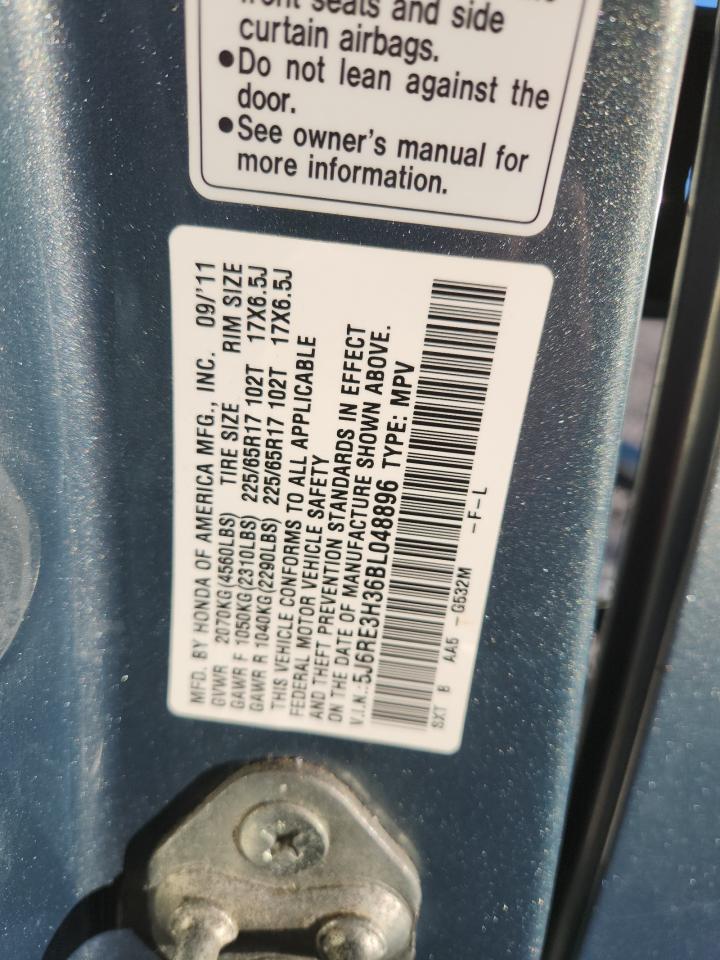 front seats and side
curtain airbags.
●Do not lean against the
door.
●See owner's manual for
more information.
MFD. BY HONDA OF AMERICA MFG., INC. 09/'11
GVWR 2070KG(4560LBS) TIRE SIZE RIM SIZE
GAWR F 1050KG(2310LBS) 225/65R17 102T 17X6.5J
GAWR R 1040KG(2290LBS) 225/65R17 102T 17X6.5J
THIS VEHICLE CONFORMS TO ALL APPLICABLE
FEDERAL MOTOR VEHICLE SAFETY
AND THEFT PREVENTION STANDARDS IN EFFECT
ON THE DATE OF MANUFACTURE SHOWN ABOVE.
V.I.N.:5J6RE3H36BL048896 TYPE: MPV
SXT B AA5 -G532M -F-L